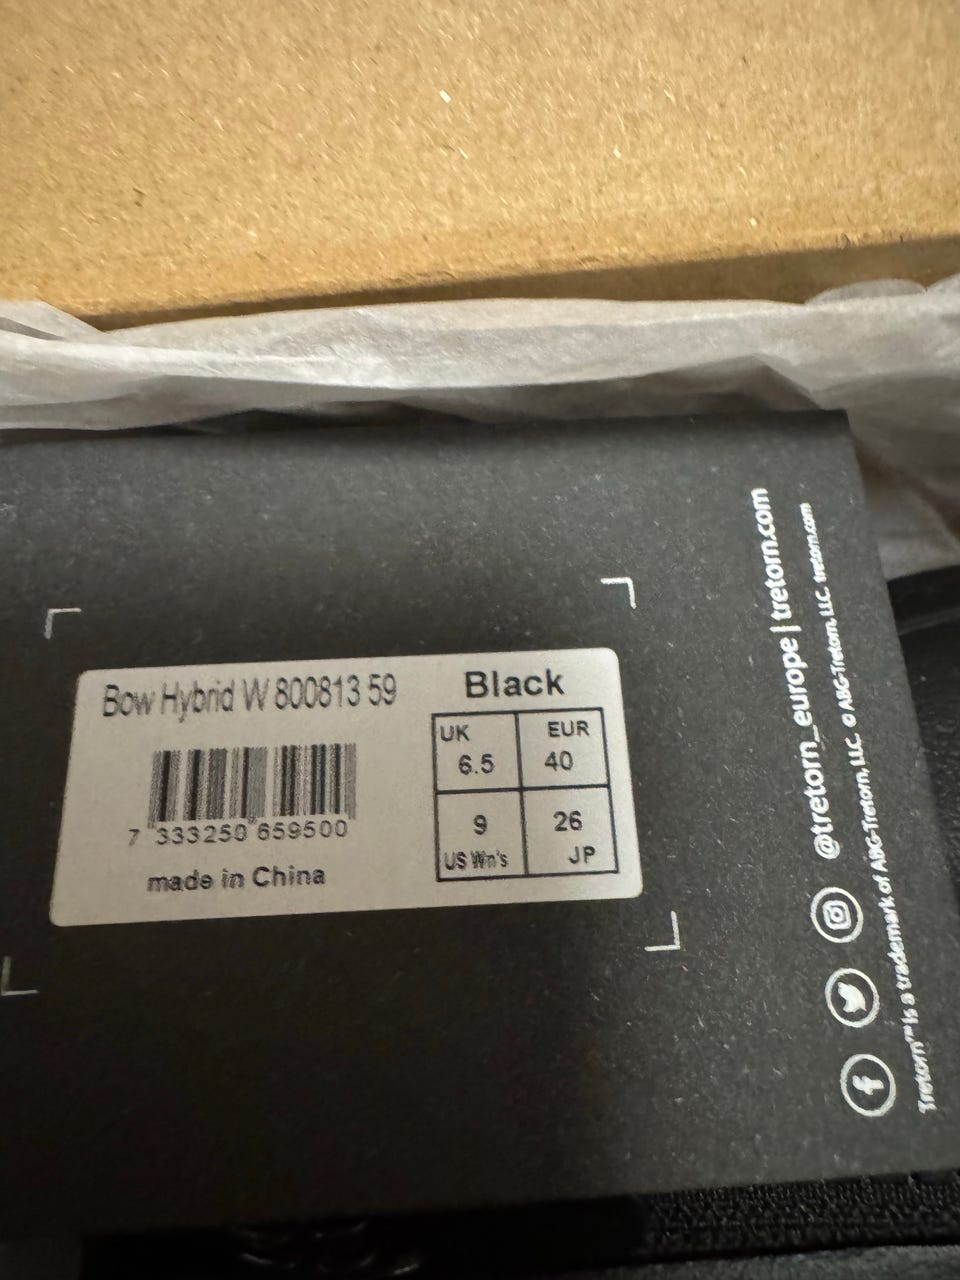 Bow Hybrid W 800813 59
Black
UK
EUR
6.5
40
9
26
US Wn's
JP
7 333250 659500
made in China
@tretorn_europe | tretorn.com
Tretorn™ is a trademark of ABG-Tretorn, LLC. © ABG-Tretorn, LLC. tretorn.com